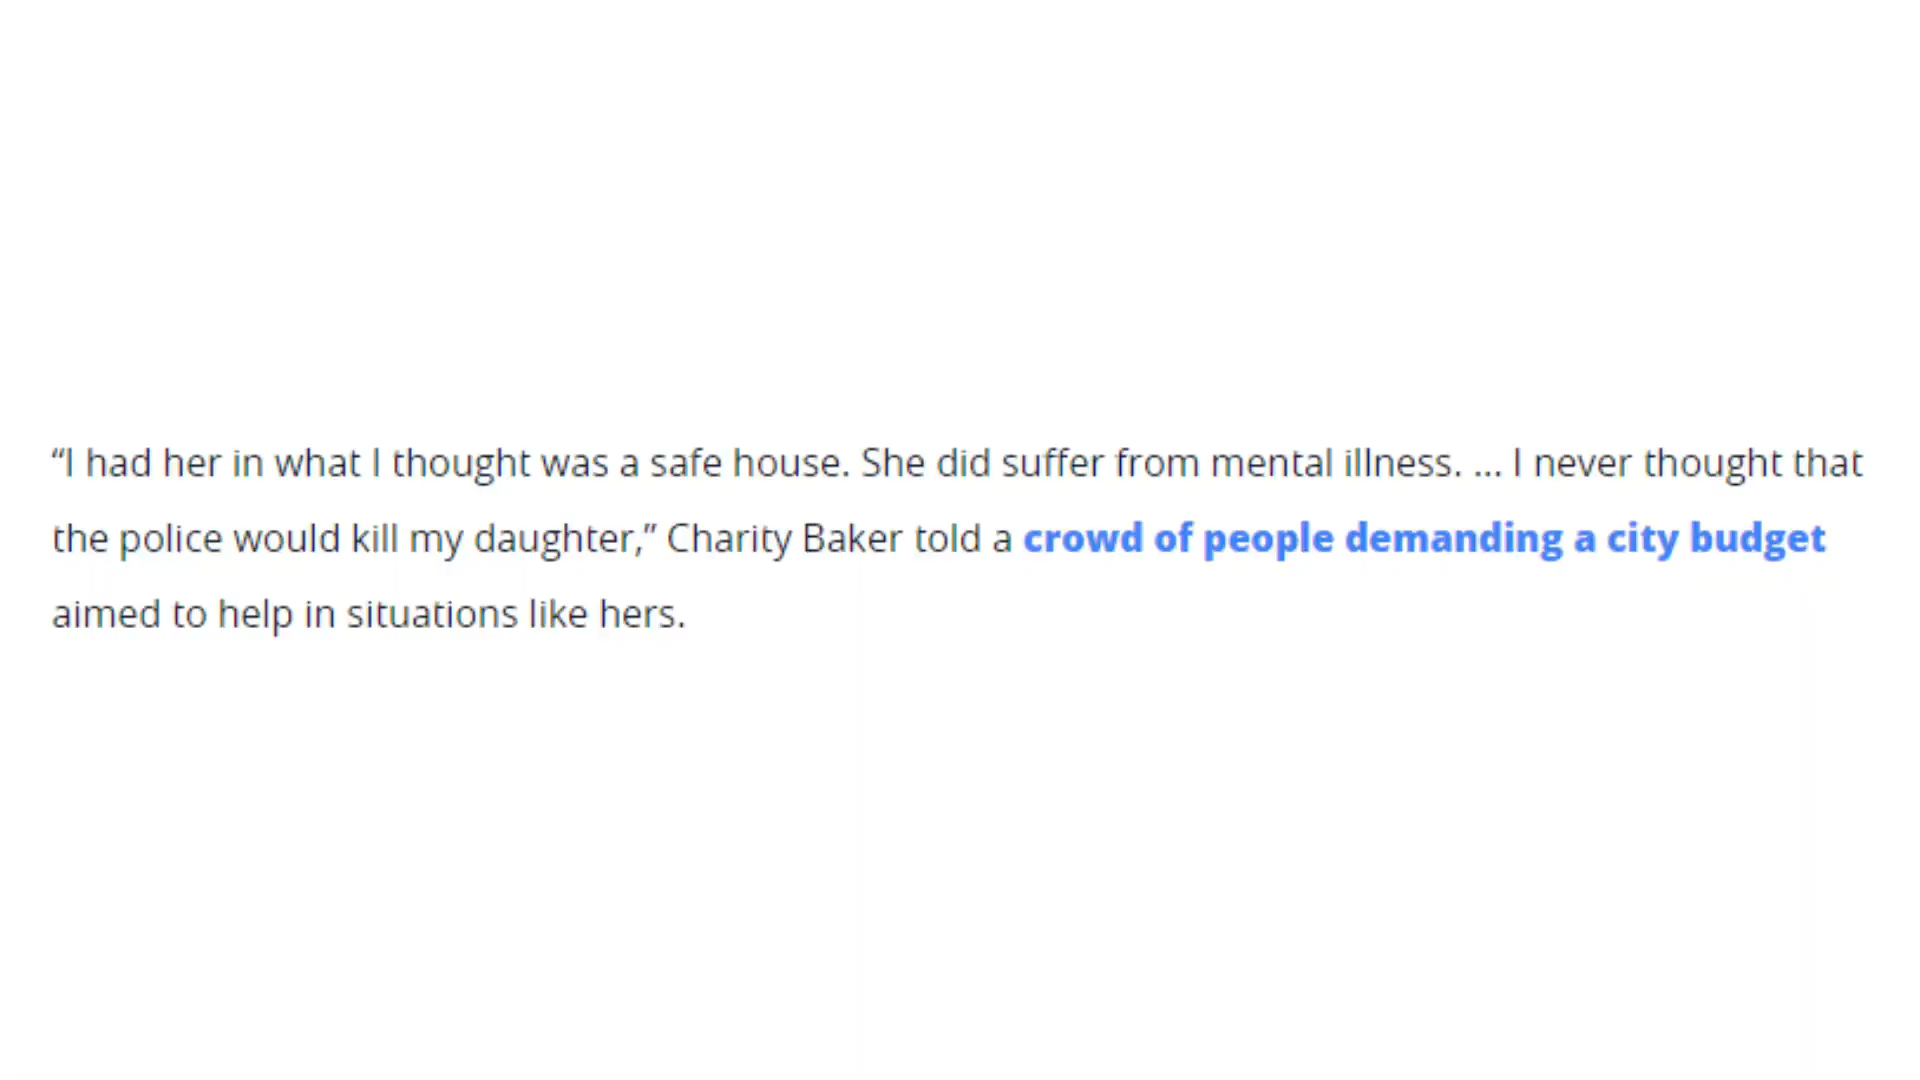 “I had her in what I thought was a safe house. She did suffer from mental illness. ... I never thought that
the police would kill my daughter,” Charity Baker told a crowd of people demanding a city budget
aimed to help in situations like hers.